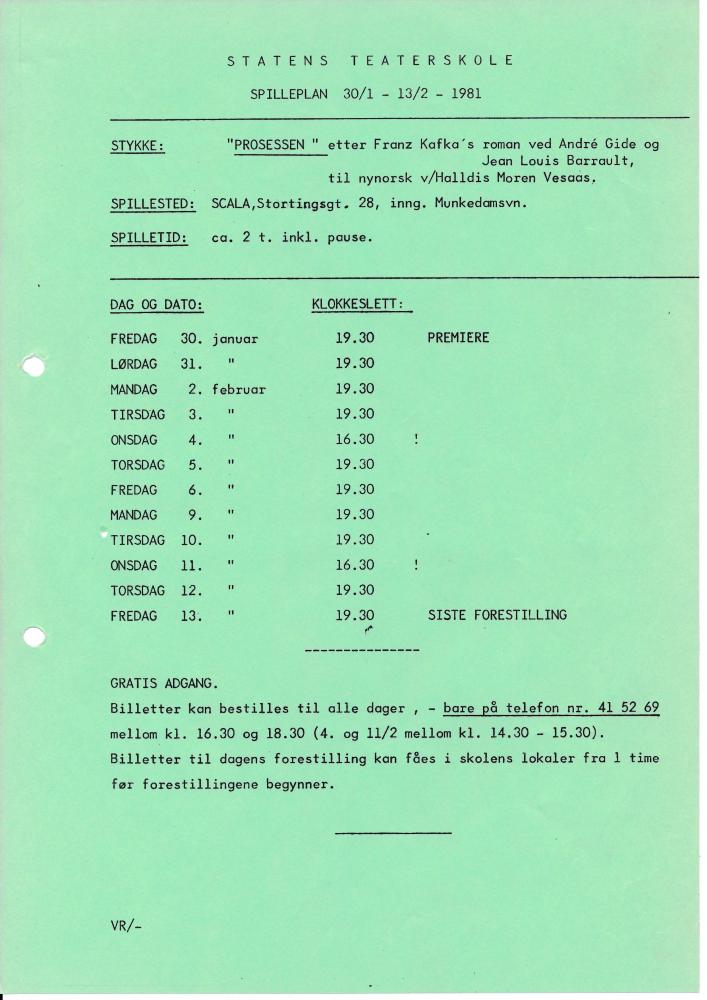 STATENS TEATERSKOLE
SPILLEPLAN 30/1 - 13/2 - 1981
STYKKE: "PROSESSEN " etter Franz Kafka´s roman ved André Gide og
Jean Louis Barrault,
til nynorsk v/Halldis Moren Vesaas.
SPILLESTED: SCALA,Stortingsgt. 28, inng. Munkedamsvn.
SPILLETID: ca. 2 t. inkl. pause.
DAG OG DATO: KLOKKESLETT:
FREDAG 30. januar 19.30 PREMIERE
LØRDAG 31. " 19.30
MANDAG 2. februar 19.30
TIRSDAG 3. " 19.30
ONSDAG 4. " 16.30 !
TORSDAG 5. " 19.30
FREDAG 6. " 19.30
MANDAG 9. " 19.30
TIRSDAG 10. " 19.30
ONSDAG 11. " 16.30 !
TORSDAG 12. " 19.30
FREDAG 13. " 19.30 SISTE FORESTILLING
---------------
GRATIS ADGANG.
Billetter kan bestilles til alle dager , - bare på telefon nr. 41 52 69
mellom kl. 16.30 og 18.30 (4. og 11/2 mellom kl. 14.30 - 15.30).
Billetter til dagens forestilling kan fåes i skolens lokaler fra 1 time
før forestillingene begynner.
VR/-